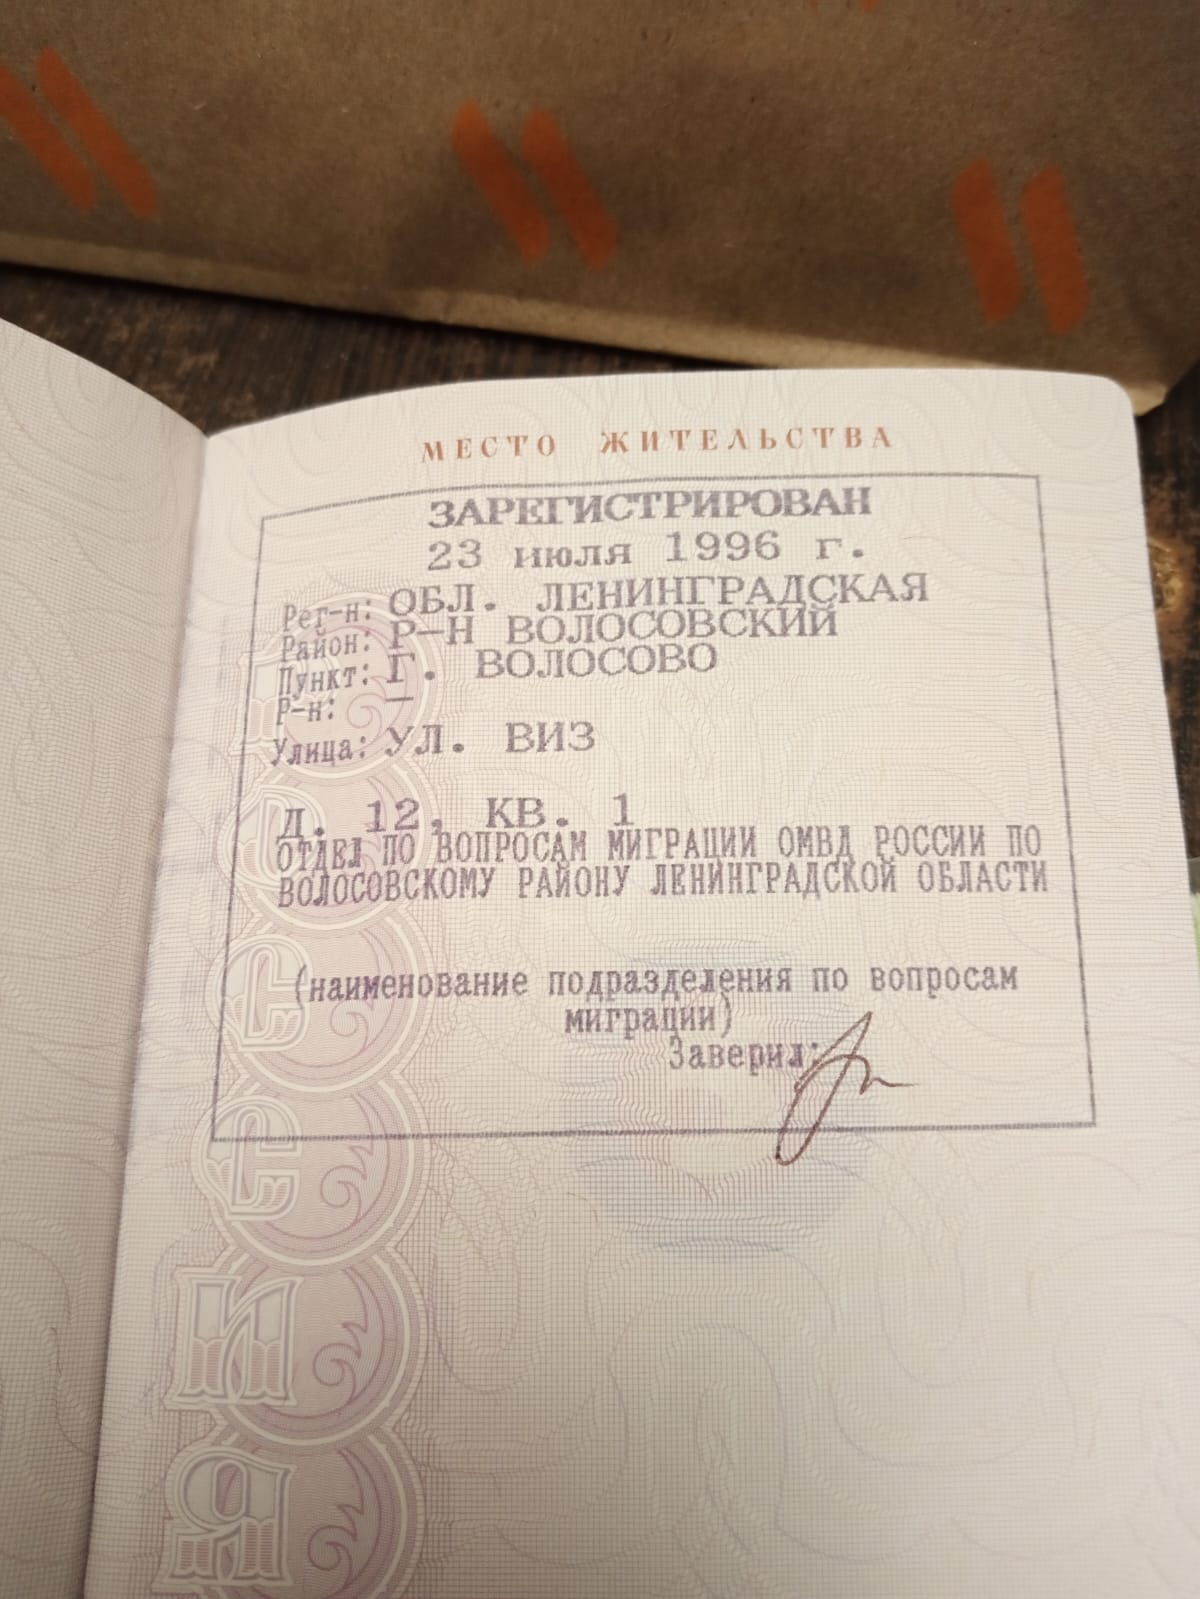 МЕСТО ЖИТЕЛЬСТВА
ЗАРЕГИСТРИРОВАН
23 июля 1996 г.
Рег-н: ОБЛ. ЛЕНИНГРАДСКАЯ
Район: Р-Н ВОЛОСОВСКИЙ
Пункт: Г. ВОЛОСОВО
Р-н: —
Улица: УЛ. ВИЗ
Д. 12, КВ. 1
ОТДЕЛ ПО ВОПРОСАМ МИГРАЦИИ ОМВД РОССИИ ПО
ВОЛОСОВСКОМУ РАЙОНУ ЛЕНИНГРАДСКОЙ ОБЛАСТИ
(наименование подразделения по вопросам
миграции)
Заверил:
РОССИЯ